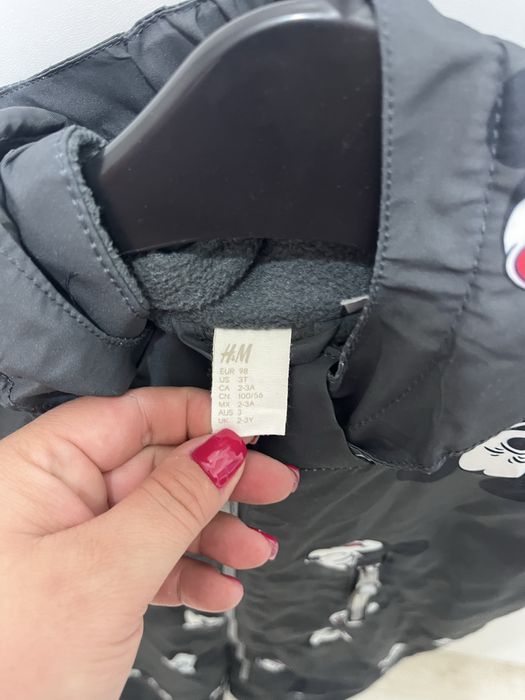 H&M
EUR 98
US 3T
CA 2-3A
CN 100/56
MX 2-3A
AUS 3
UK 2-3Y